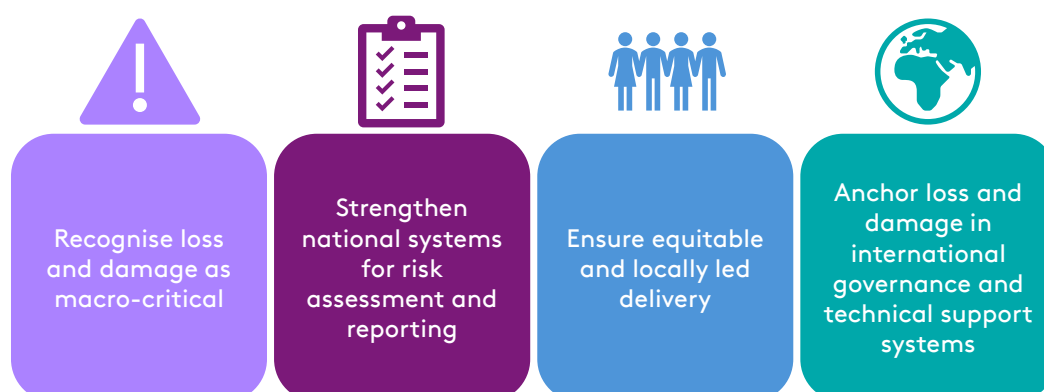 Recognise loss
and damage as
macro-critical
Strengthen
national systems
for risk
assessment and
reporting
Ensure equitable
and locally led
delivery
Anchor loss and
damage in
international
governance and
technical support
systems